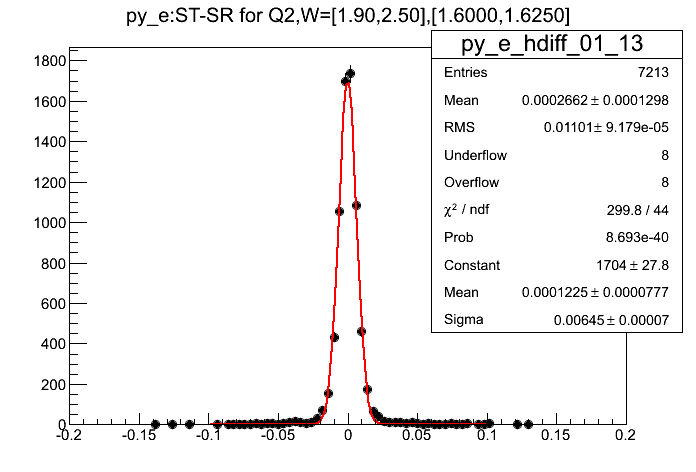 py_e:ST-SR for Q2,W=[1.90,2.50],[1.6000,1.6250]
py_e_hdiff_01_13
Entries 7213
Mean 0.0002662 ± 0.0001298
RMS 0.01101 ± 9.179e-05
Underflow 8
Overflow 8
χ² / ndf 299.8 / 44
Prob 8.693e-40
Constant 1704 ± 27.8
Mean 0.0001225 ± 0.0000777
Sigma 0.00645 ± 0.00007
1800
1600
1400
1200
1000
800
600
400
200
0
-0.2 -0.15 -0.1 -0.05 0 0.05 0.1 0.15 0.2